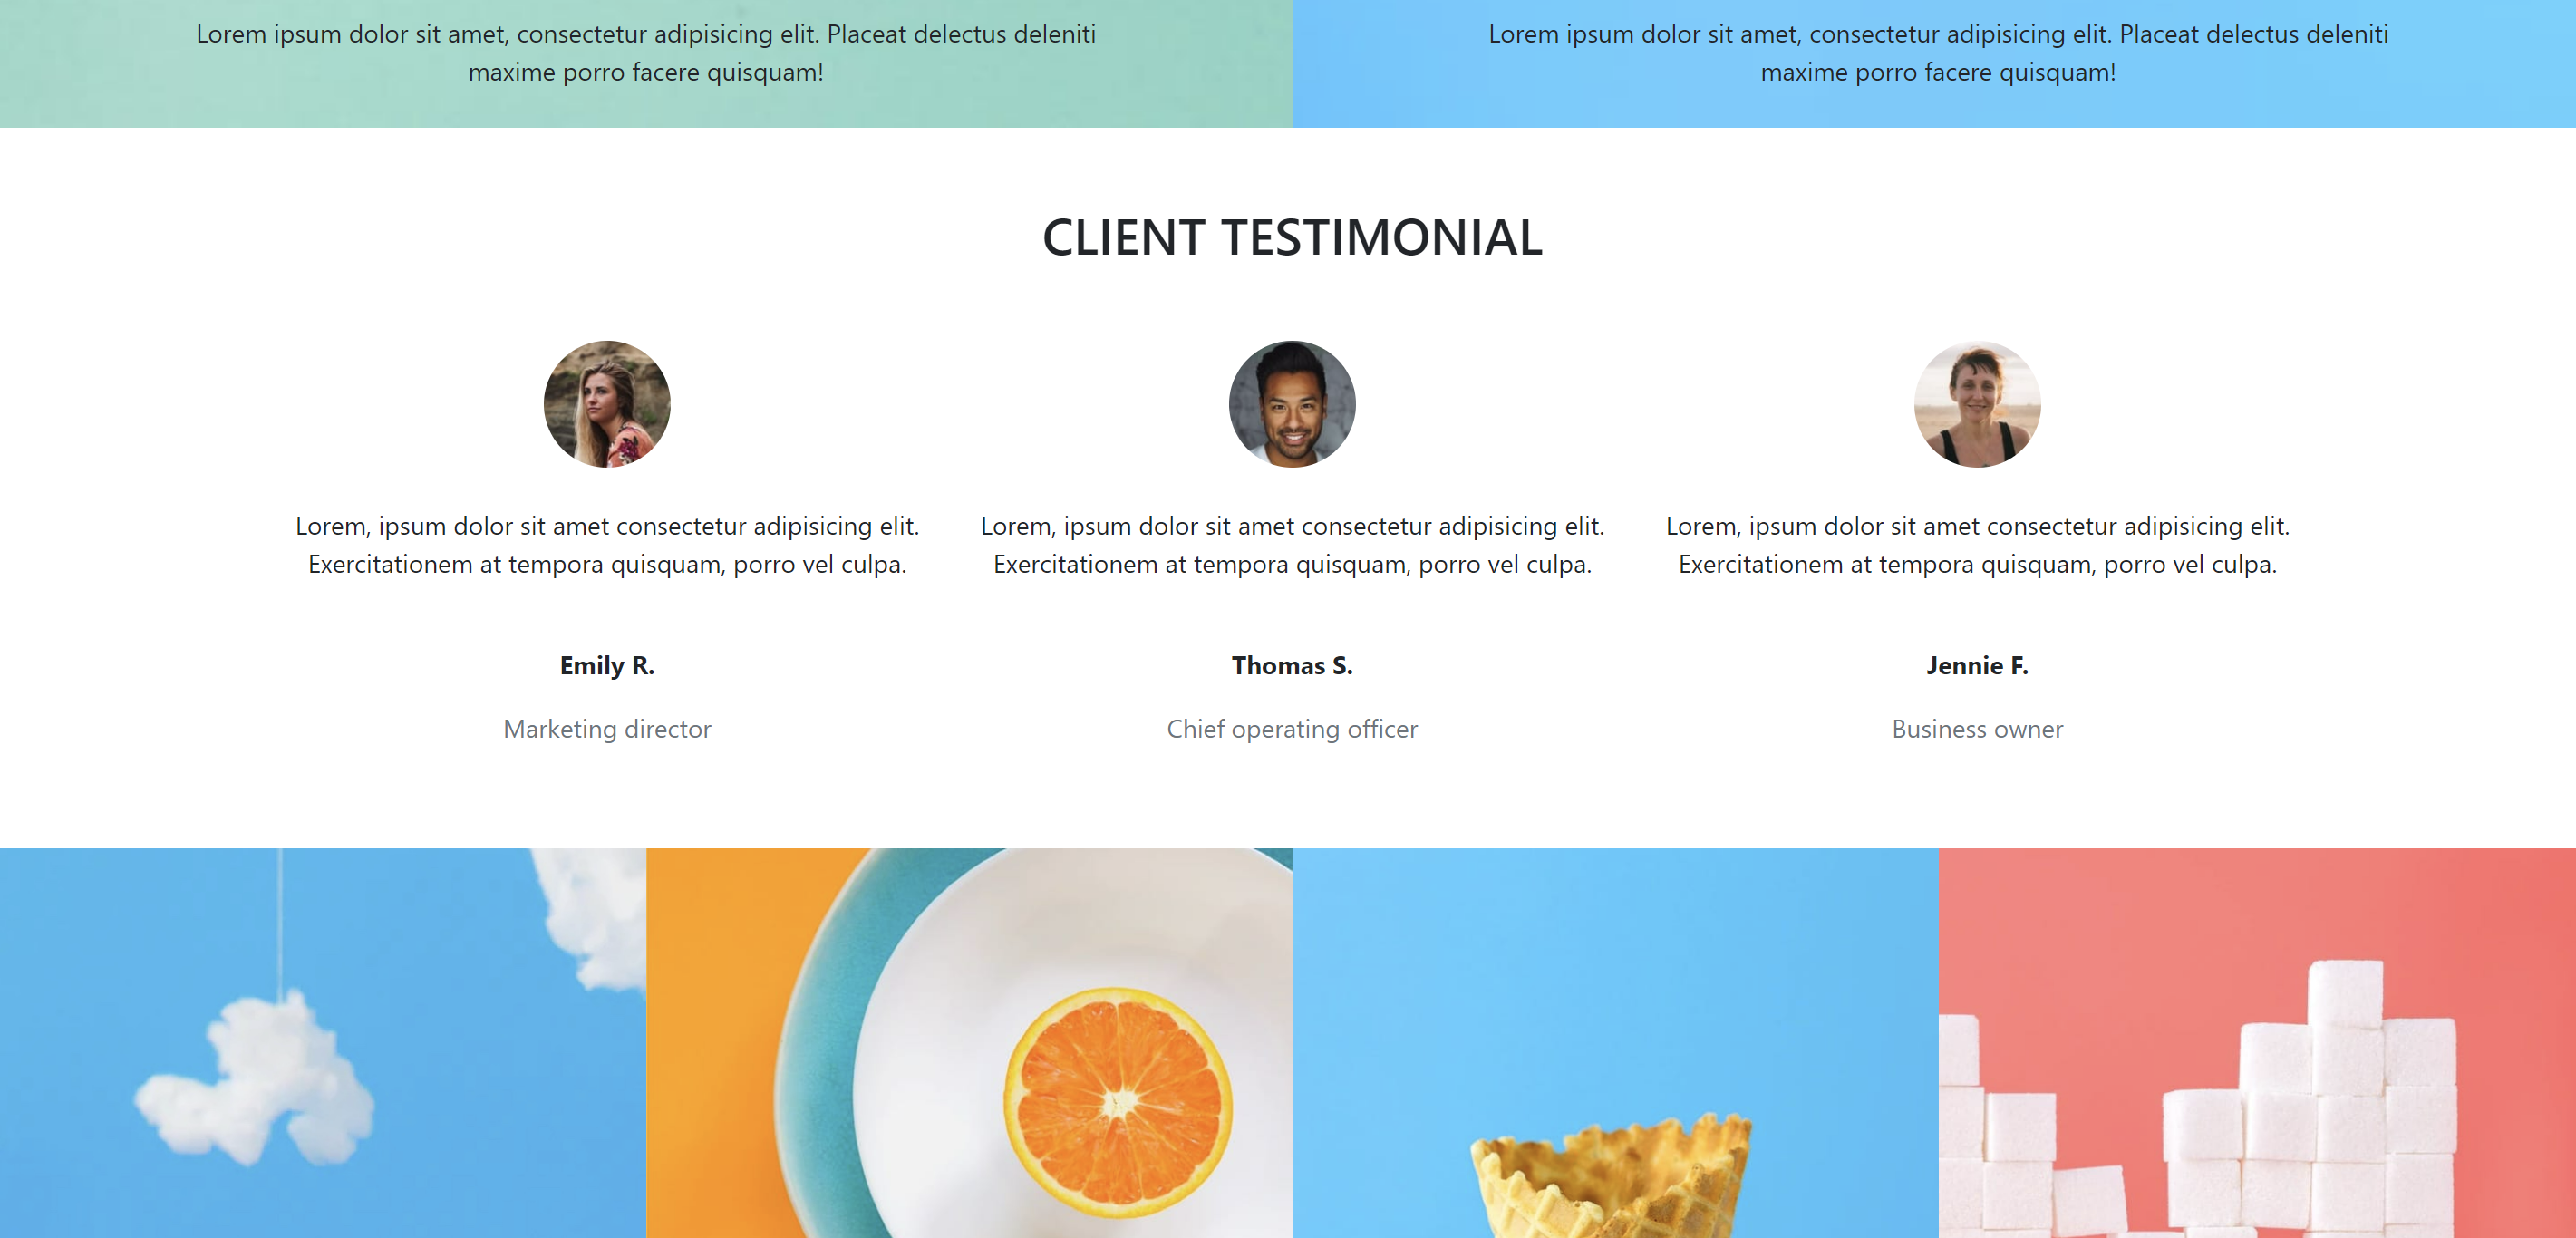 Lorem ipsum dolor sit amet, consectetur adipisicing elit. Placeat delectus deleniti
maxime porro facere quisquam!
Lorem ipsum dolor sit amet, consectetur adipisicing elit. Placeat delectus deleniti
maxime porro facere quisquam!
CLIENT TESTIMONIAL
Lorem, ipsum dolor sit amet consectetur adipisicing elit.
Exercitationem at tempora quisquam, porro vel culpa.
Emily R.
Marketing director
Lorem, ipsum dolor sit amet consectetur adipisicing elit.
Exercitationem at tempora quisquam, porro vel culpa.
Thomas S.
Chief operating officer
Lorem, ipsum dolor sit amet consectetur adipisicing elit.
Exercitationem at tempora quisquam, porro vel culpa.
Jennie F.
Business owner